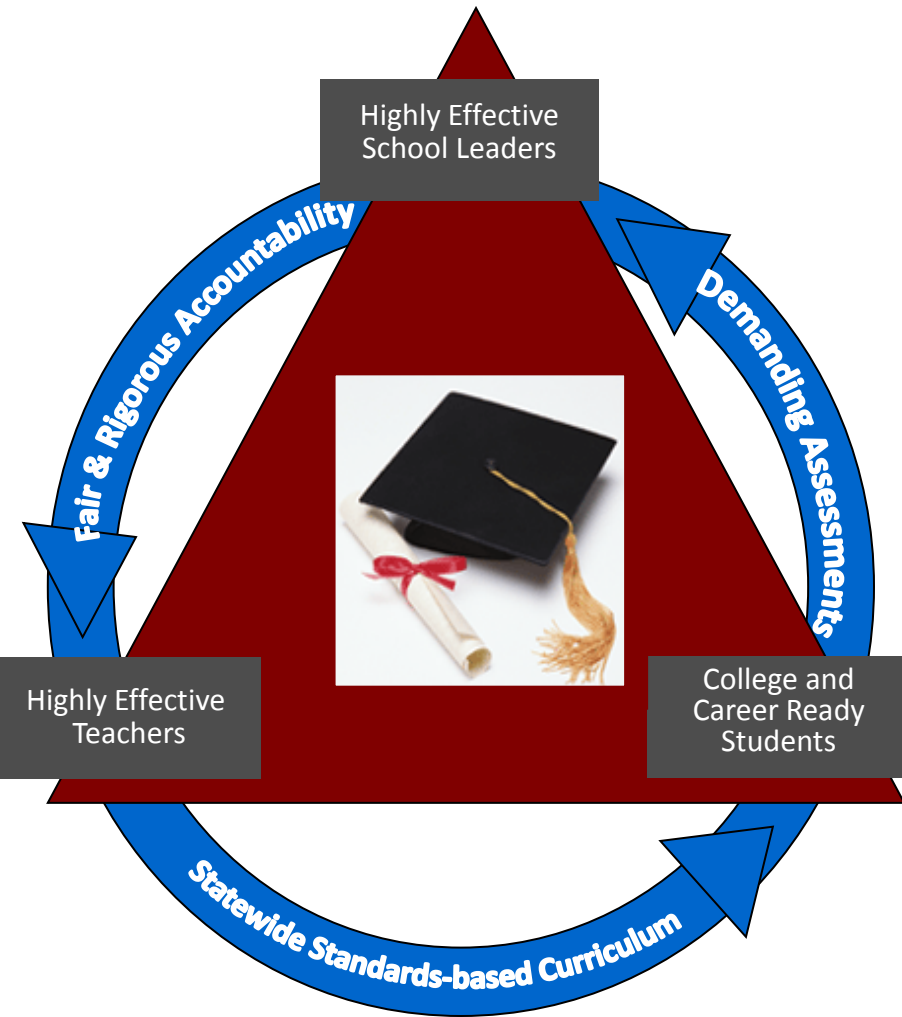 Highly Effective
School Leaders
Fair & Rigorous Accountability
Demanding Assessments
Highly Effective
Teachers
College and
Career Ready
Students
Statewide Standards-based Curriculum